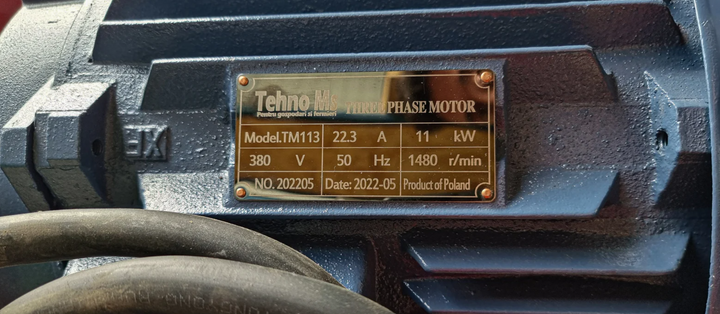 Tehno Ms THREE PHASE MOTOR
Pentru gospodari si fermieri
Model.TM113 22.3 A 11 kW
380 V 50 Hz 1480 r/min
NO. 202205 Date: 2022-05 Product of Poland
XE